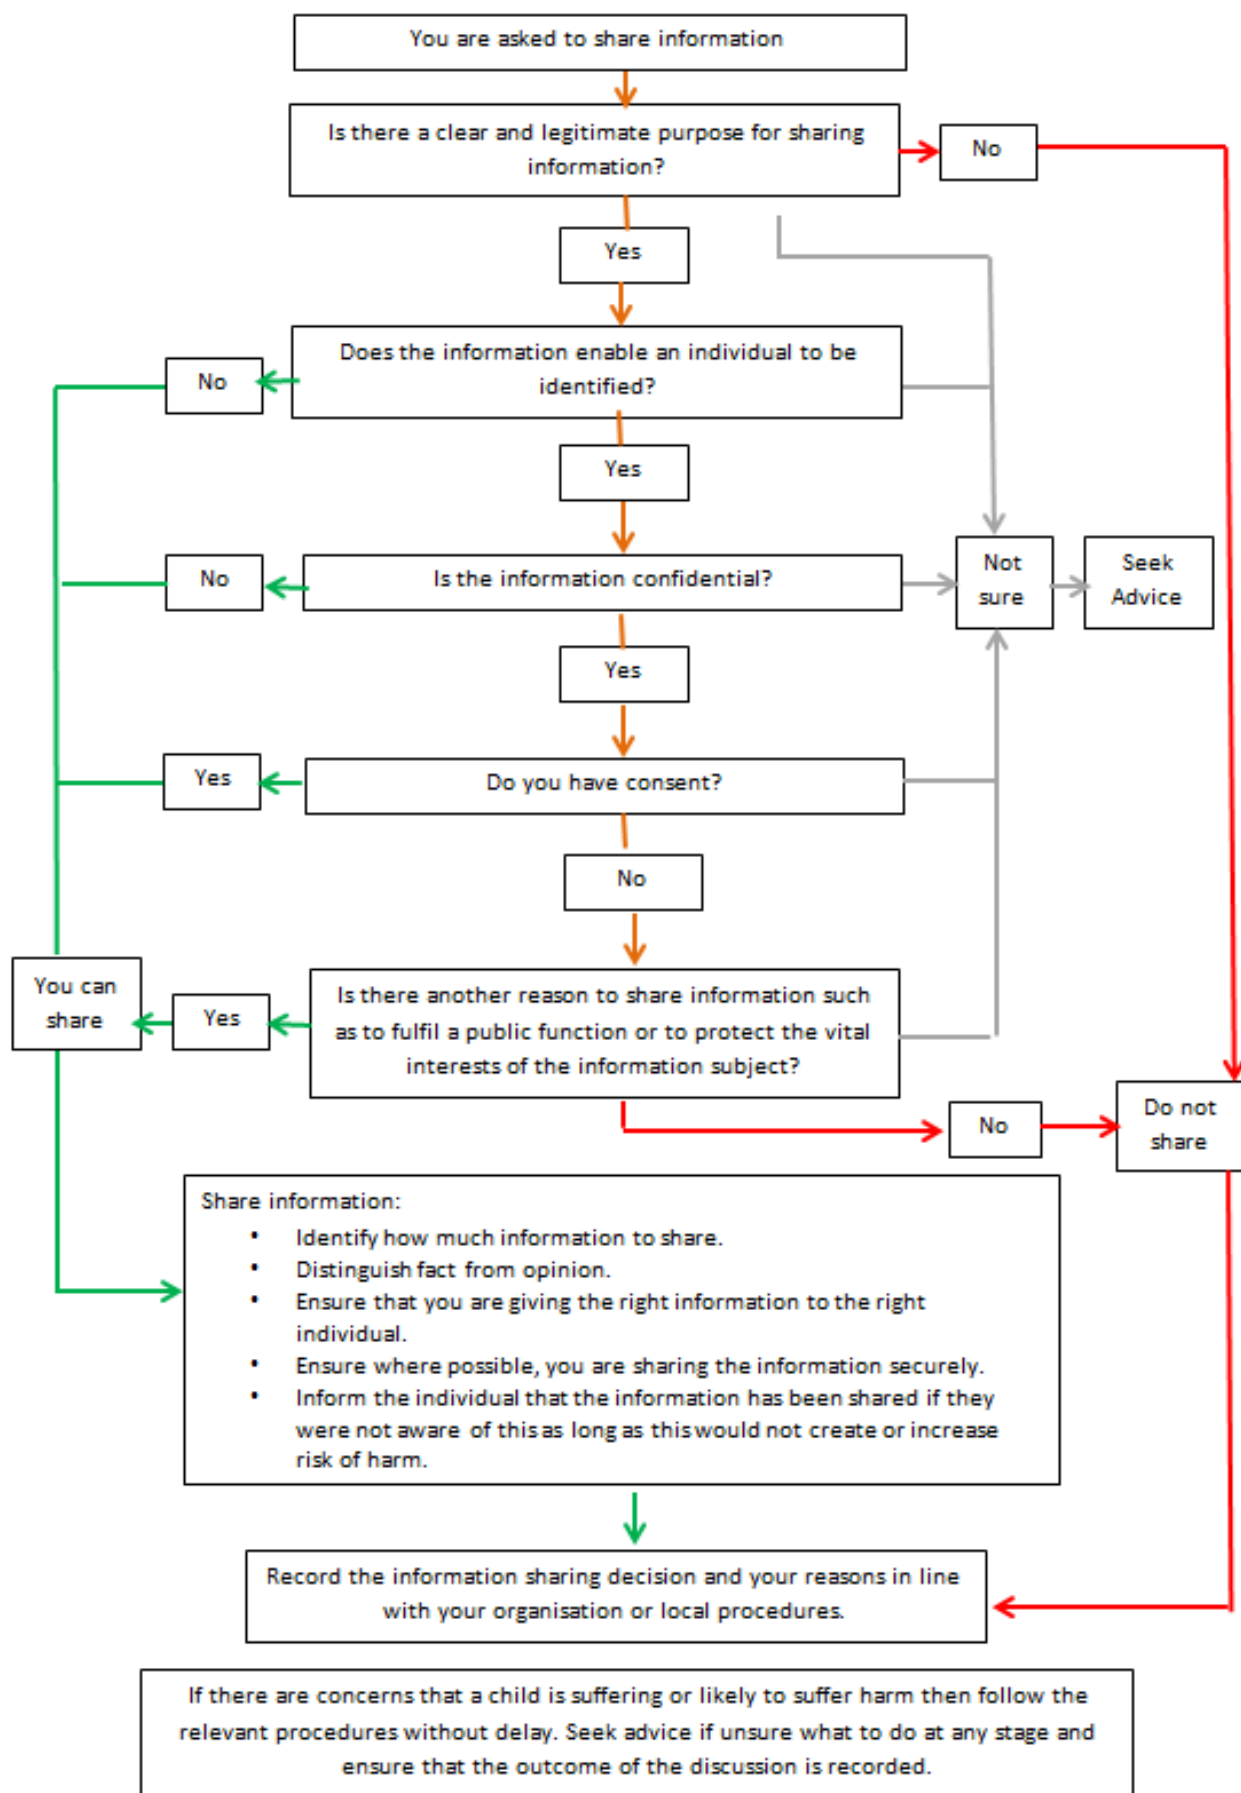 You are asked to share information
Is there a clear and legitimate purpose for sharing
information?
No
Yes
Does the information enable an individual to be
identified?
No
Yes
Is the information confidential?
No
Not
sure
Seek
Advice
Yes
Do you have consent?
Yes
No
Is there another reason to share information such
as to fulfil a public function or to protect the vital
interests of the information subject?
Yes
You can
share
No
Do not
share
Share information:
• Identify how much information to share.
• Distinguish fact from opinion.
• Ensure that you are giving the right information to the right
individual.
• Ensure where possible, you are sharing the information securely.
• Inform the individual that the information has been shared if they
were not aware of this as long as this would not create or increase
risk of harm.
Record the information sharing decision and your reasons in line
with your organisation or local procedures.
If there are concerns that a child is suffering or likely to suffer harm then follow the
relevant procedures without delay. Seek advice if unsure what to do at any stage and
ensure that the outcome of the discussion is recorded.